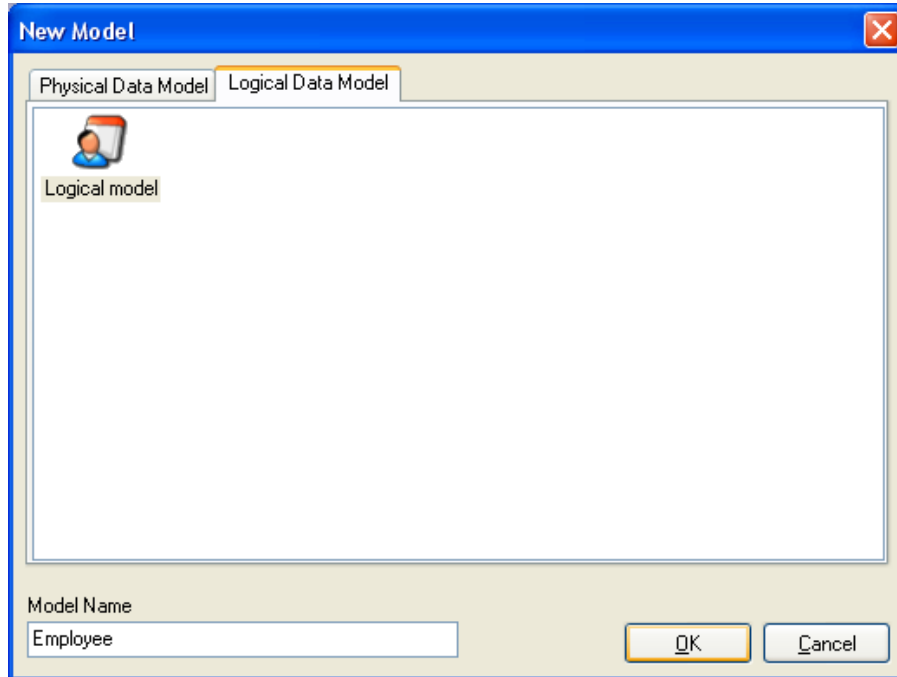 New Model
Physical Data Model Logical Data Model
Logical model
Model Name
Employee
OK Cancel